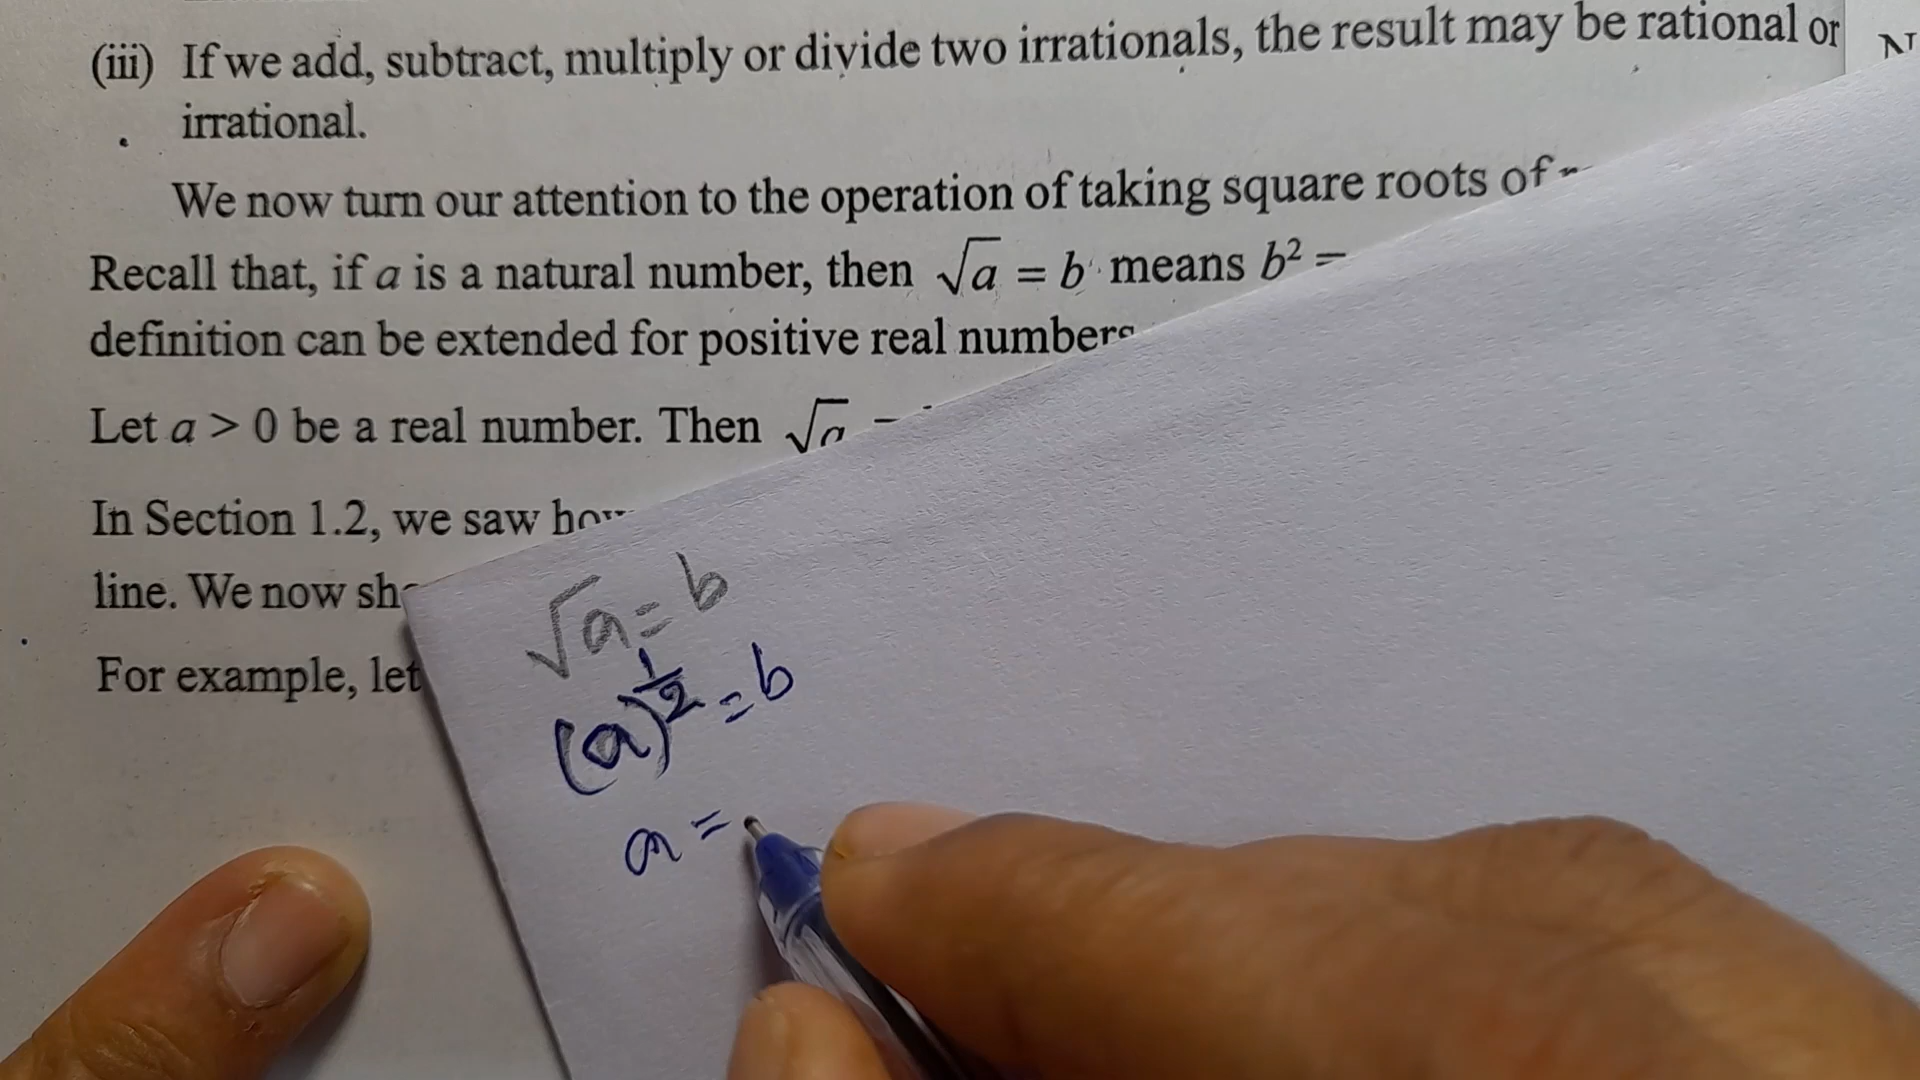 (iii) If we add, subtract, multiply or divide two irrationals, the result may be rational or
irrational.
We now turn our attention to the operation of taking square roots of
Recall that, if a is a natural number, then √a = b means b² =
definition can be extended for positive real numbers
Let a > 0 be a real number. Then √a =
In Section 1.2, we saw how
line. We now sh
For example, let
√a = b
(a)^(1/2) = b
a =